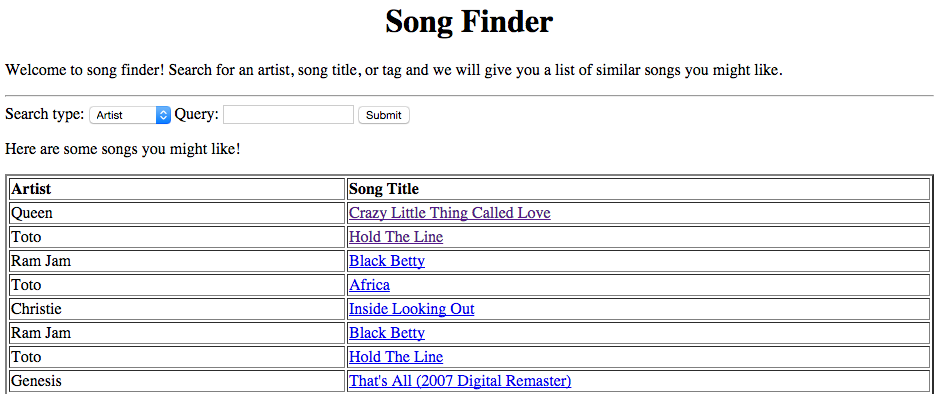 Song Finder
Welcome to song finder! Search for an artist, song title, or tag and we will give you a list of similar songs you might like.
Search type: Artist Query: Submit
Here are some songs you might like!
Artist Song Title
Queen Crazy Little Thing Called Love
Toto Hold The Line
Ram Jam Black Betty
Toto Africa
Christie Inside Looking Out
Ram Jam Black Betty
Toto Hold The Line
Genesis That's All (2007 Digital Remaster)